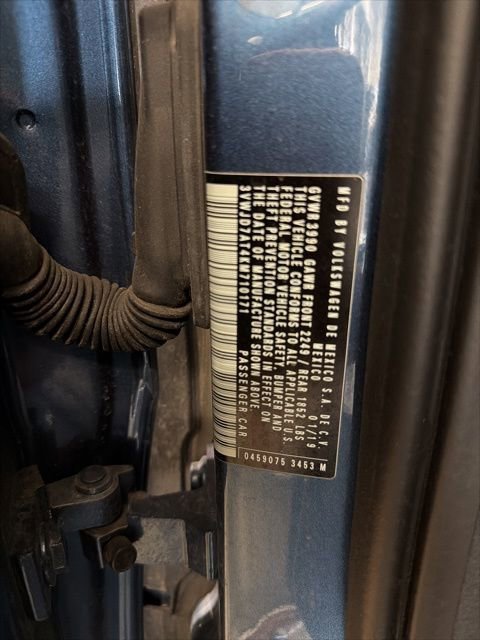 MFD BY VOLKSWAGEN DE MEXICO S.A. DE C.V.
MEXICO 01/19
GVWR 3990 GAWR FRONT 2249 / REAR 1852 LBS
THIS VEHICLE CONFORMS TO ALL APPLICABLE U.S.
FEDERAL MOTOR VEHICLE SAFETY, BUMPER AND
THEFT PREVENTION STANDARDS IN EFFECT ON
THE DATE OF MANUFACTURE SHOWN ABOVE.
3VWJD7AT4KM710171 PASSENGER CAR
0459075 3453 M